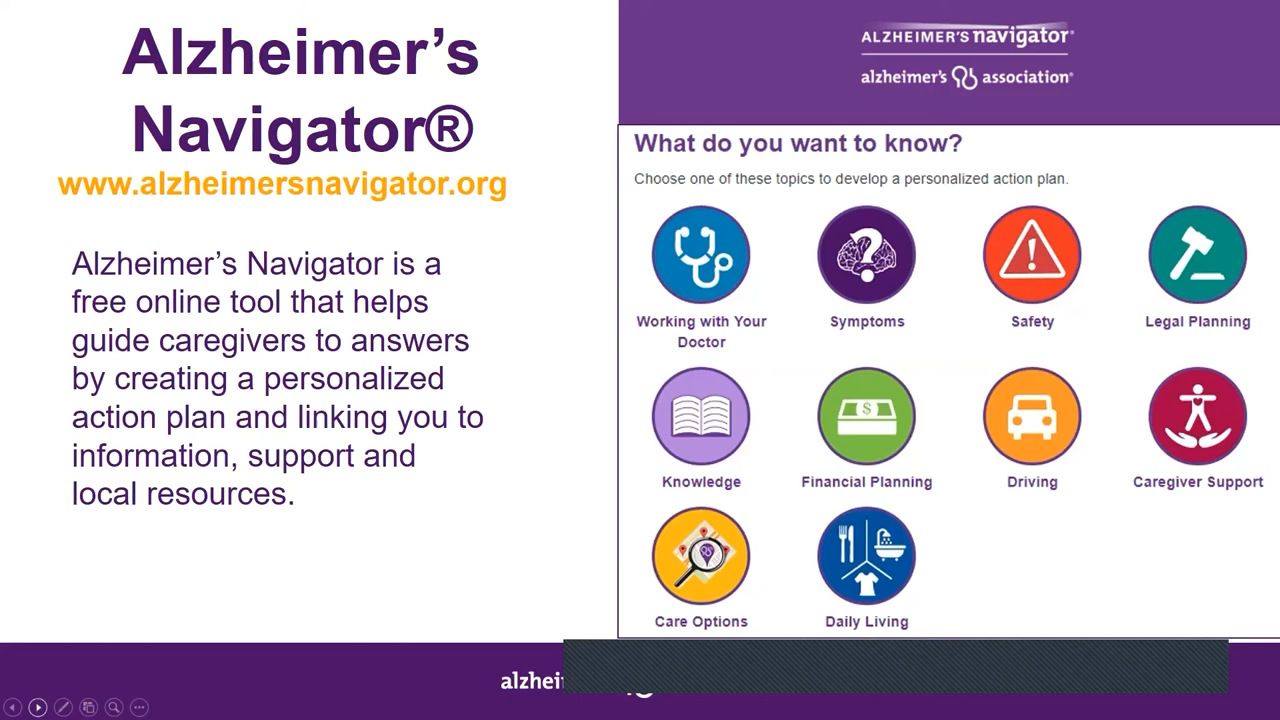 Alzheimer's
Navigator®
www.alzheimersnavigator.org
Alzheimer's Navigator is a
free online tool that helps
guide caregivers to answers
by creating a personalized
action plan and linking you to
information, support and
local resources.
ALZHEIMER'S navigator®
alzheimer's association®
What do you want to know?
Choose one of these topics to develop a personalized action plan.
Working with Your
Doctor
Symptoms
Safety
Legal Planning
Knowledge
Financial Planning
Driving
Caregiver Support
Care Options
Daily Living